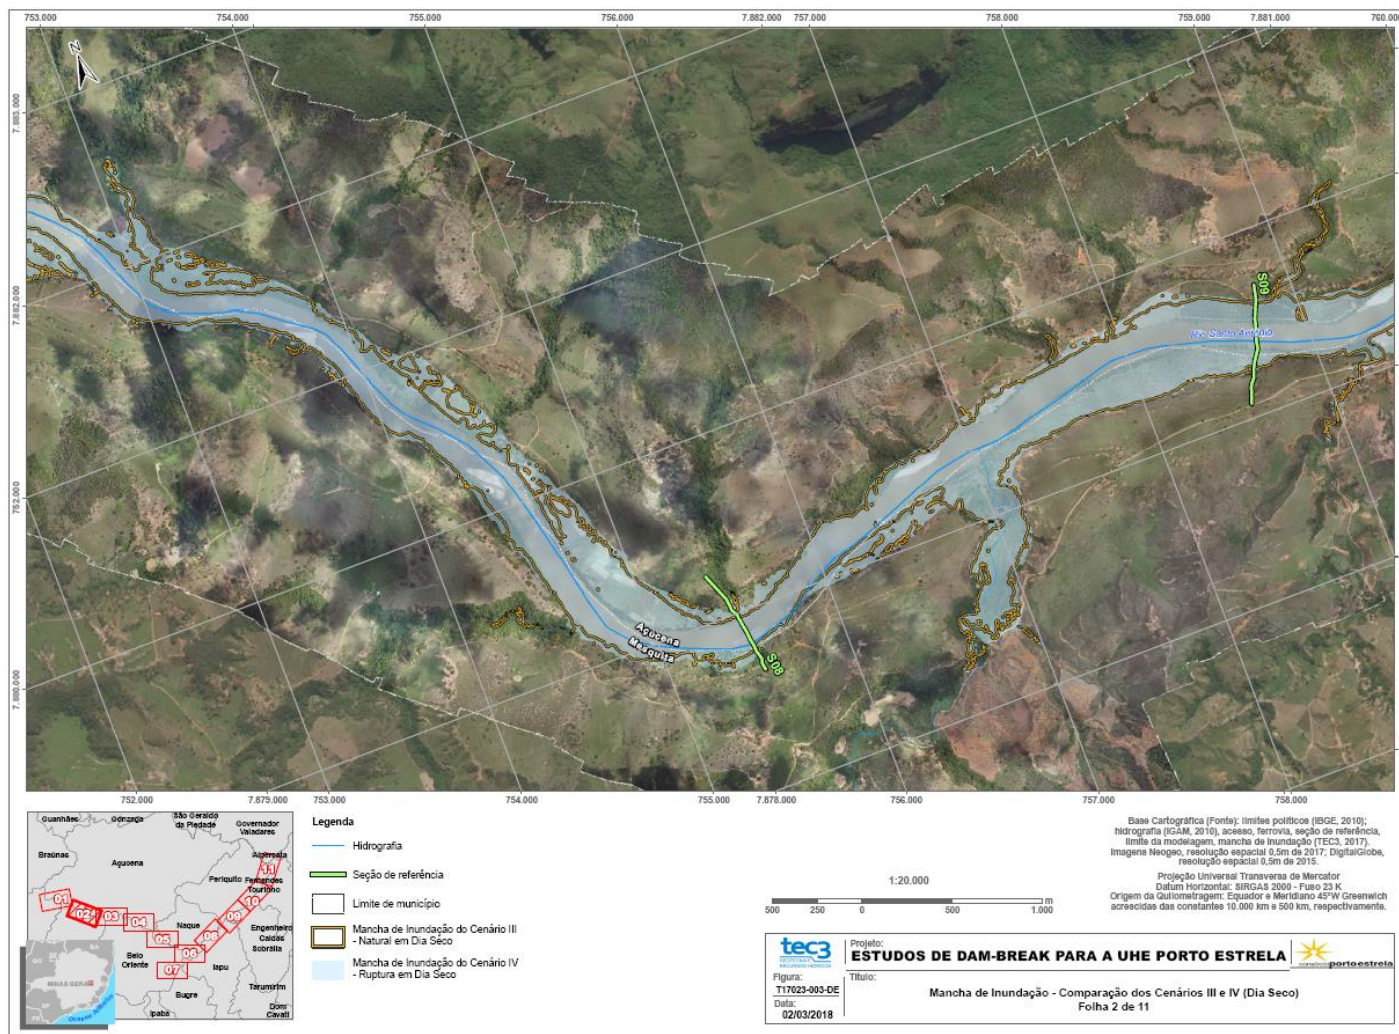 753.000 754.000 755.000 756.000 7.882.000 757.000 758.000 759.000 7.881.000 760.000
N
7.883.000
7.882.000
752.000
7.880.000
S09
Açucena
Mesquita
S08
752.000 7.879.000 753.000 754.000 755.000 7.878.000 756.000 757.000 758.000
Guanhães
Gonzaga
São Geraldo
da Piedade
Governador
Valadares
Braúnas
Açucena
Alpercata
Periquito
Fernandes
Tourinho
Naque
Engenheiro
Caldas
Sobrália
Belo
Oriente
Iapu
Bugre
Tarumirim
Ipaba
Dom
Cavati
01
02
03
04
05
06
07
08
09
10
11
GO
BA
MINAS GERAIS
Oceano Atlântico
Legenda
Hidrografia
Seção de referência
Limite de município
Mancha de Inundação do Cenário III
- Natural em Dia Seco
Mancha de Inundação do Cenário IV
- Ruptura em Dia Seco
1:20.000
500 250 0 500 1.000
m
Base Cartográfica (Fonte): limites políticos (IBGE, 2010);
hidrografia (IGAM, 2010), acesso, ferrovia, seção de referência,
limite da modelagem, mancha de inundação (TEC3, 2017).
Imagens Neogeo, resolução espacial 0,5m de 2017; DigitalGlobe,
resolução espacial 0,5m de 2015.
Projeção Universal Transversa de Mercator
Datum Horizontal: SIRGAS 2000 - Fuso 23 K
Origem da Quilometragem: Equador e Meridiano 45°W Greenwich
acrescidas das constantes 10.000 km e 500 km, respectivamente.
tec3
Projeto:
ESTUDOS DE DAM-BREAK PARA A UHE PORTO ESTRELA
portoestrela
Figura:
T17023-003-DE
Data:
02/03/2018
Título:
Mancha de Inundação - Comparação dos Cenários III e IV (Dia Seco)
Folha 2 de 11